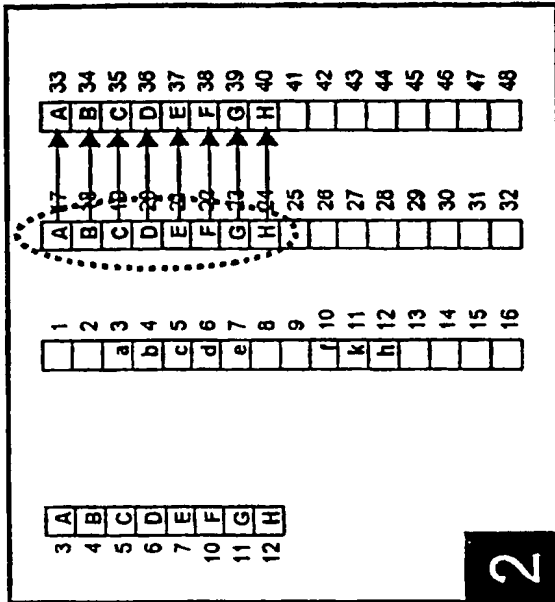 3 A
4 B
5 C
6 D
7 E
10 F
11 G
12 H
1
2
a 3
b 4
c 5
d 6
e 7
8
9
f 10
k 11
h 12
13
14
15
16
A 17
B 18
C 19
D 20
E
F 22
G 23
H 24
25
26
27
28
29
30
31
32
A 33
B 34
C 35
D 36
E 37
F 38
G 39
H 40
41
42
43
44
45
46
47
48
2